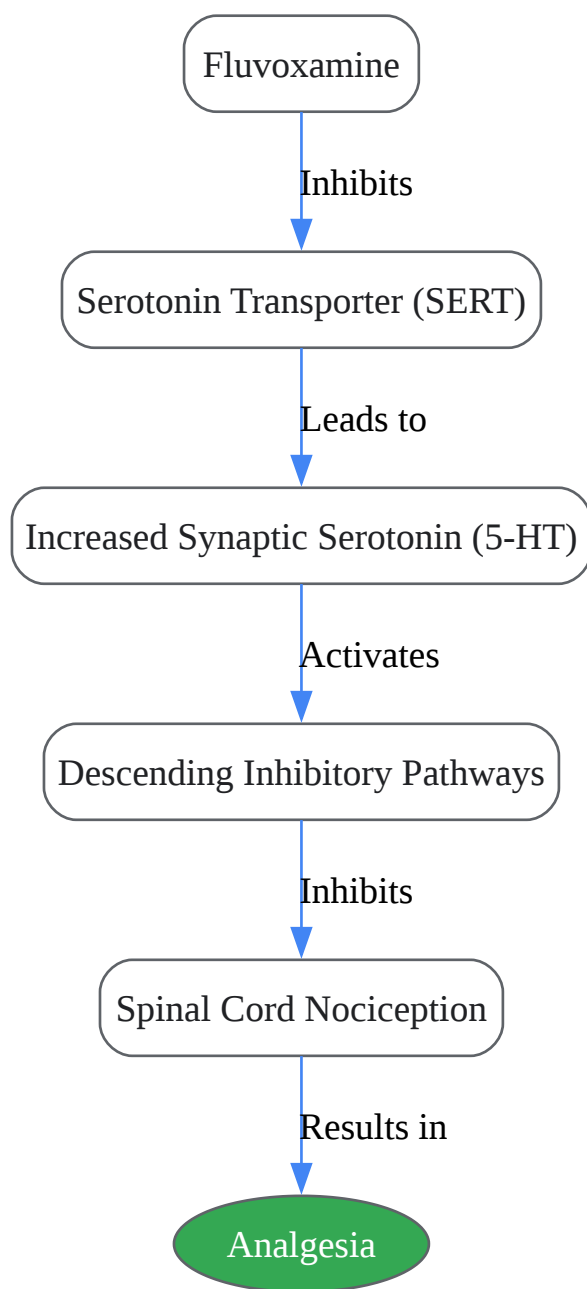 Fluvoxamine
Inhibits
Serotonin Transporter (SERT)
Leads to
Increased Synaptic Serotonin (5-HT)
Activates
Descending Inhibitory Pathways
Inhibits
Spinal Cord Nociception
Results in
Analgesia